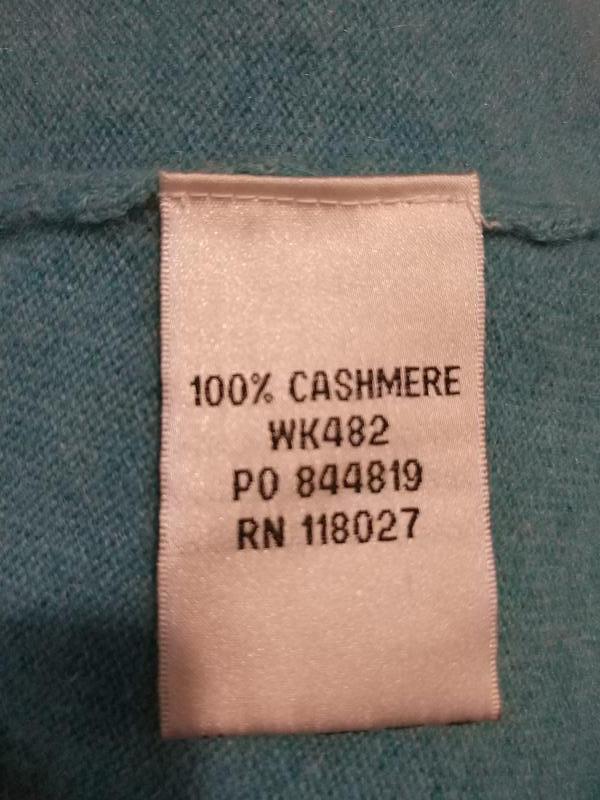 100% CASHMERE
WK482
PO 844819
RN 118027